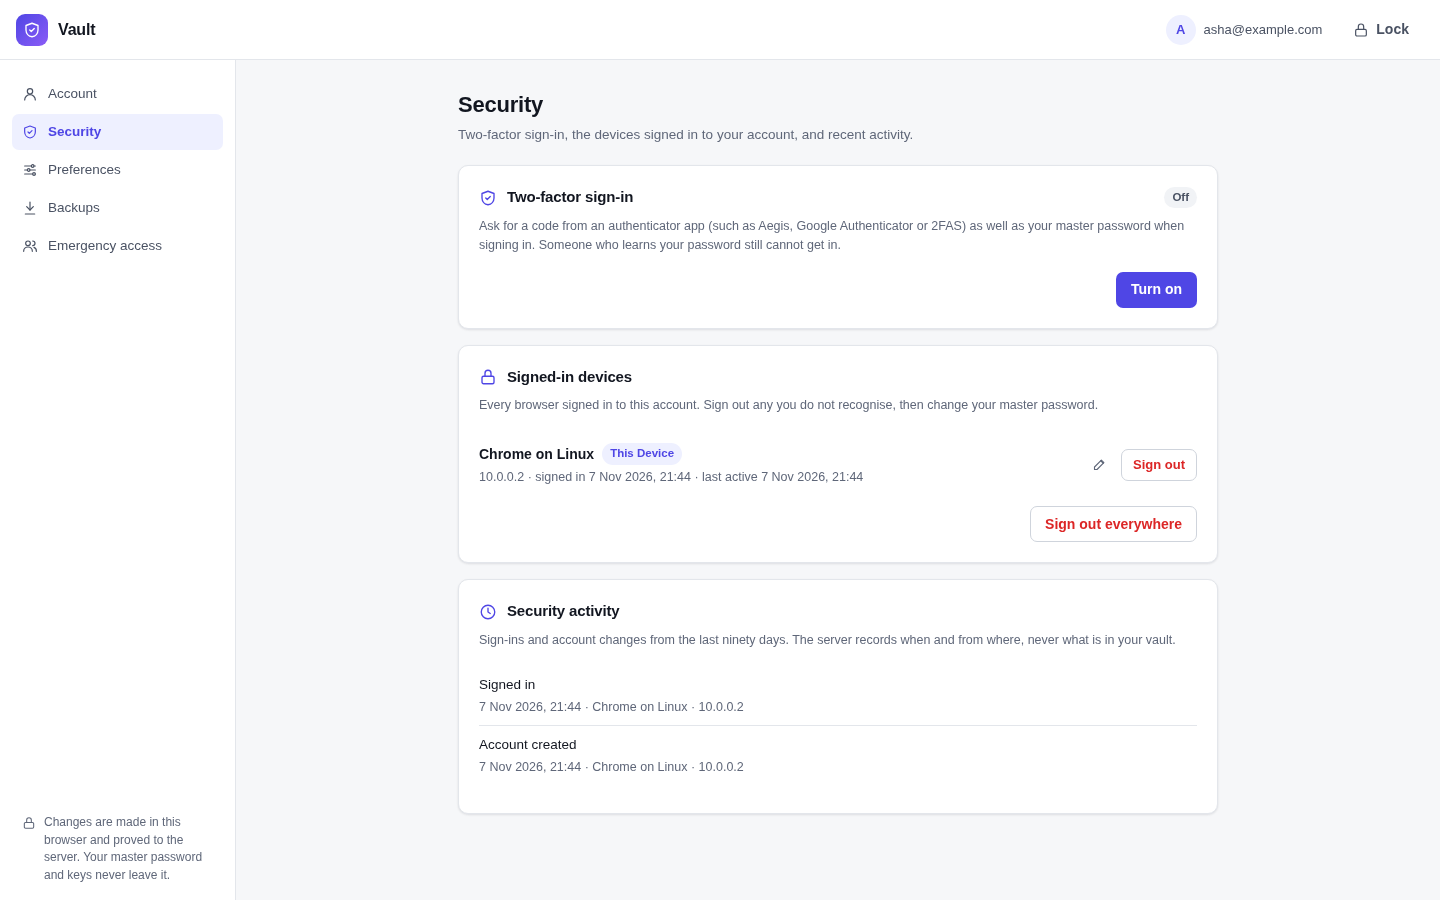 Vault
A asha@example.com Lock
Account
Security
Preferences
Backups
Emergency access
Changes are made in this
browser and proved to the
server. Your master password
and keys never leave it.
Security
Two-factor sign-in, the devices signed in to your account, and recent activity.
Two-factor sign-in Off
Ask for a code from an authenticator app (such as Aegis, Google Authenticator or 2FAS) as well as your master password when
signing in. Someone who learns your password still cannot get in.
Turn on
Signed-in devices
Every browser signed in to this account. Sign out any you do not recognise, then change your master password.
Chrome on Linux This Device
10.0.0.2 · signed in 7 Nov 2026, 21:44 · last active 7 Nov 2026, 21:44
Sign out
Sign out everywhere
Security activity
Sign-ins and account changes from the last ninety days. The server records when and from where, never what is in your vault.
Signed in
7 Nov 2026, 21:44 · Chrome on Linux · 10.0.0.2
Account created
7 Nov 2026, 21:44 · Chrome on Linux · 10.0.0.2